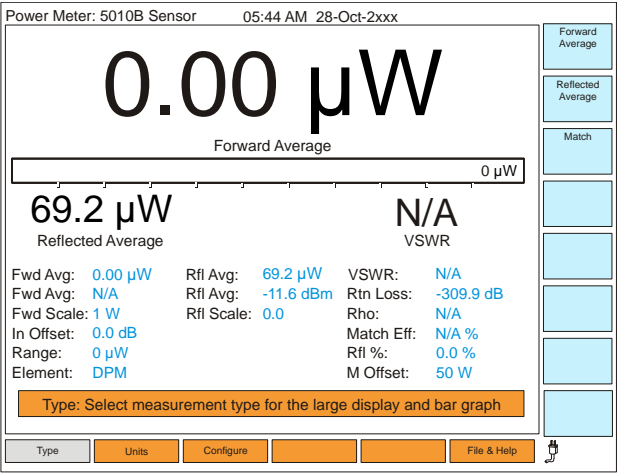 Power Meter: 5010B Sensor 05:44 AM 28-Oct-2xxx
0.00 µW
Forward Average
0 µW
69.2 µW N/A
Reflected Average VSWR
Fwd Avg: 0.00 µW Rfl Avg: 69.2 µW VSWR: N/A
Fwd Avg: N/A Rfl Avg: -11.6 dBm Rtn Loss: -309.9 dB
Fwd Scale: 1 W Rfl Scale: 0.0 Rho: N/A
In Offset: 0.0 dB Match Eff: N/A %
Range: 0 µW Rfl %: 0.0 %
Element: DPM M Offset: 50 W
Type: Select measurement type for the large display and bar graph
Forward
Average
Reflected
Average
Match
Type Units Configure File & Help